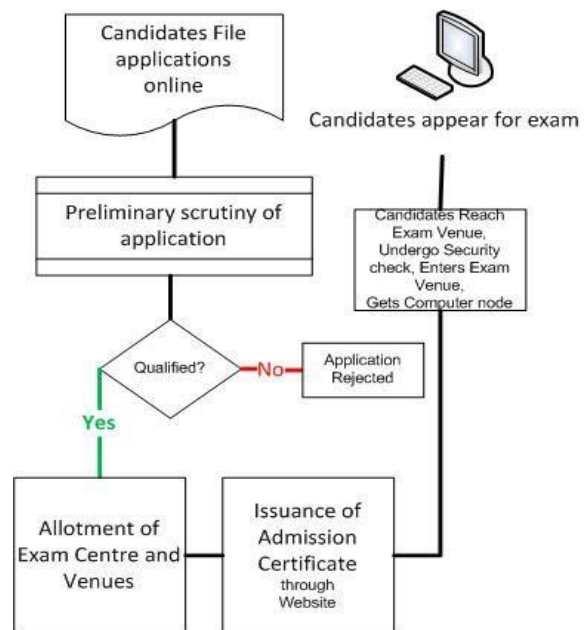 Candidates File
applications
online
Preliminary scrutiny of
application
Qualified?
No
Application
Rejected
Yes
Allotment of
Exam Centre and
Venues
Issuance of
Admission
Certificate
through
Website
Candidates Reach
Exam Venue,
Undergo Security
check, Enters Exam
Venue,
Gets Computer node
Candidates appear for exam